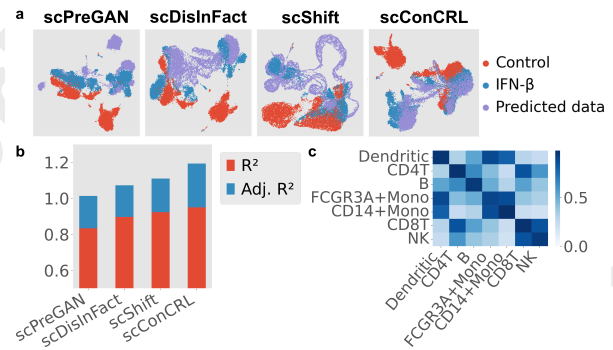 a
scPreGAN scDisInFact scShift scConCRL
Control
IFN-β
Predicted data
b
1.2
1.0
0.8
0.6
R²
Adj. R²
scPreGAN
scDisInFact
scShift
scConCRL
c
Dendritic
CD4T
B
FCGR3A+Mono
CD14+Mono
CD8T
NK
Dendritic
CD4T
B
FCGR3A+Mono
CD14+Mono
CD8T
NK
0.5
0.0